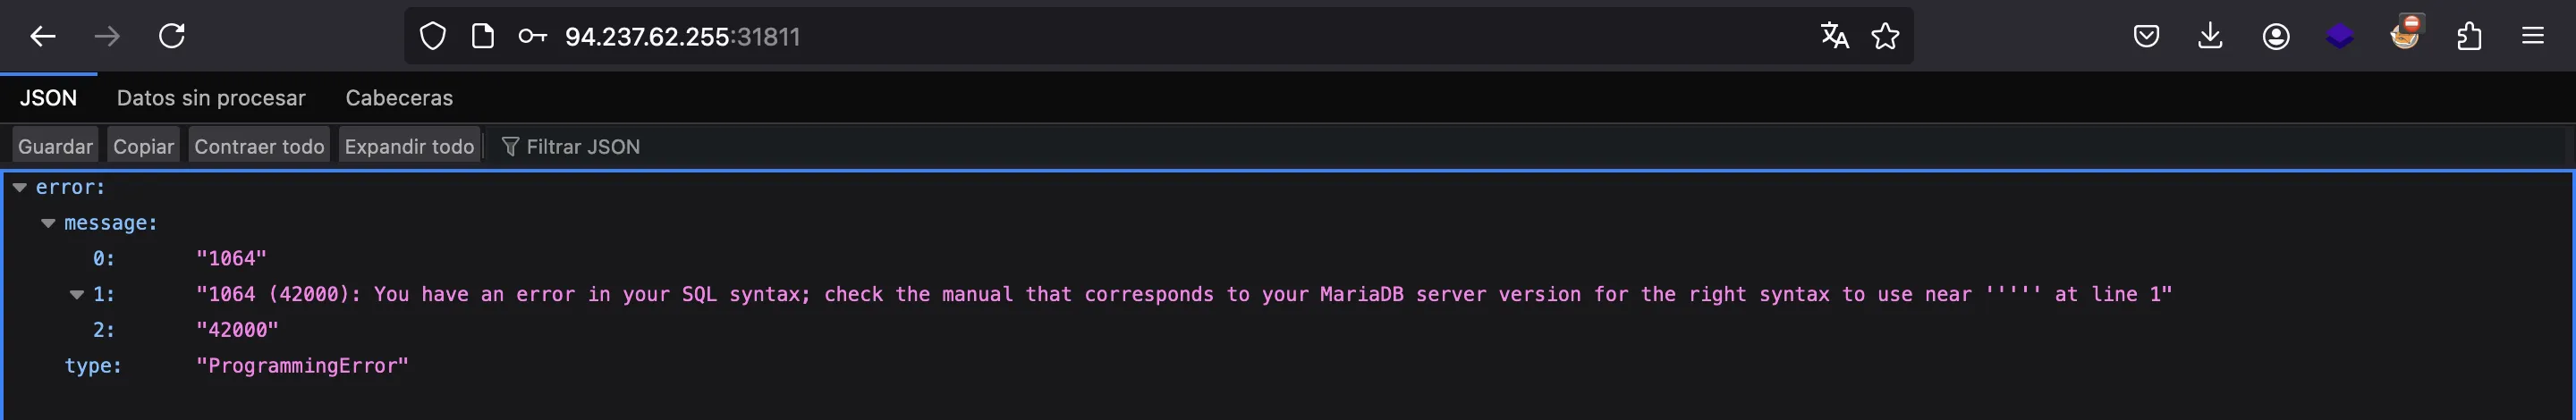 94.237.62.255:31811
JSON Datos sin procesar Cabeceras
Guardar Copiar Contraer todo Expandir todo Filtrar JSON
error:
message:
0: "1064"
1: "1064 (42000): You have an error in your SQL syntax; check the manual that corresponds to your MariaDB server version for the right syntax to use near ''''' at line 1"
2: "42000"
type: "ProgrammingError"